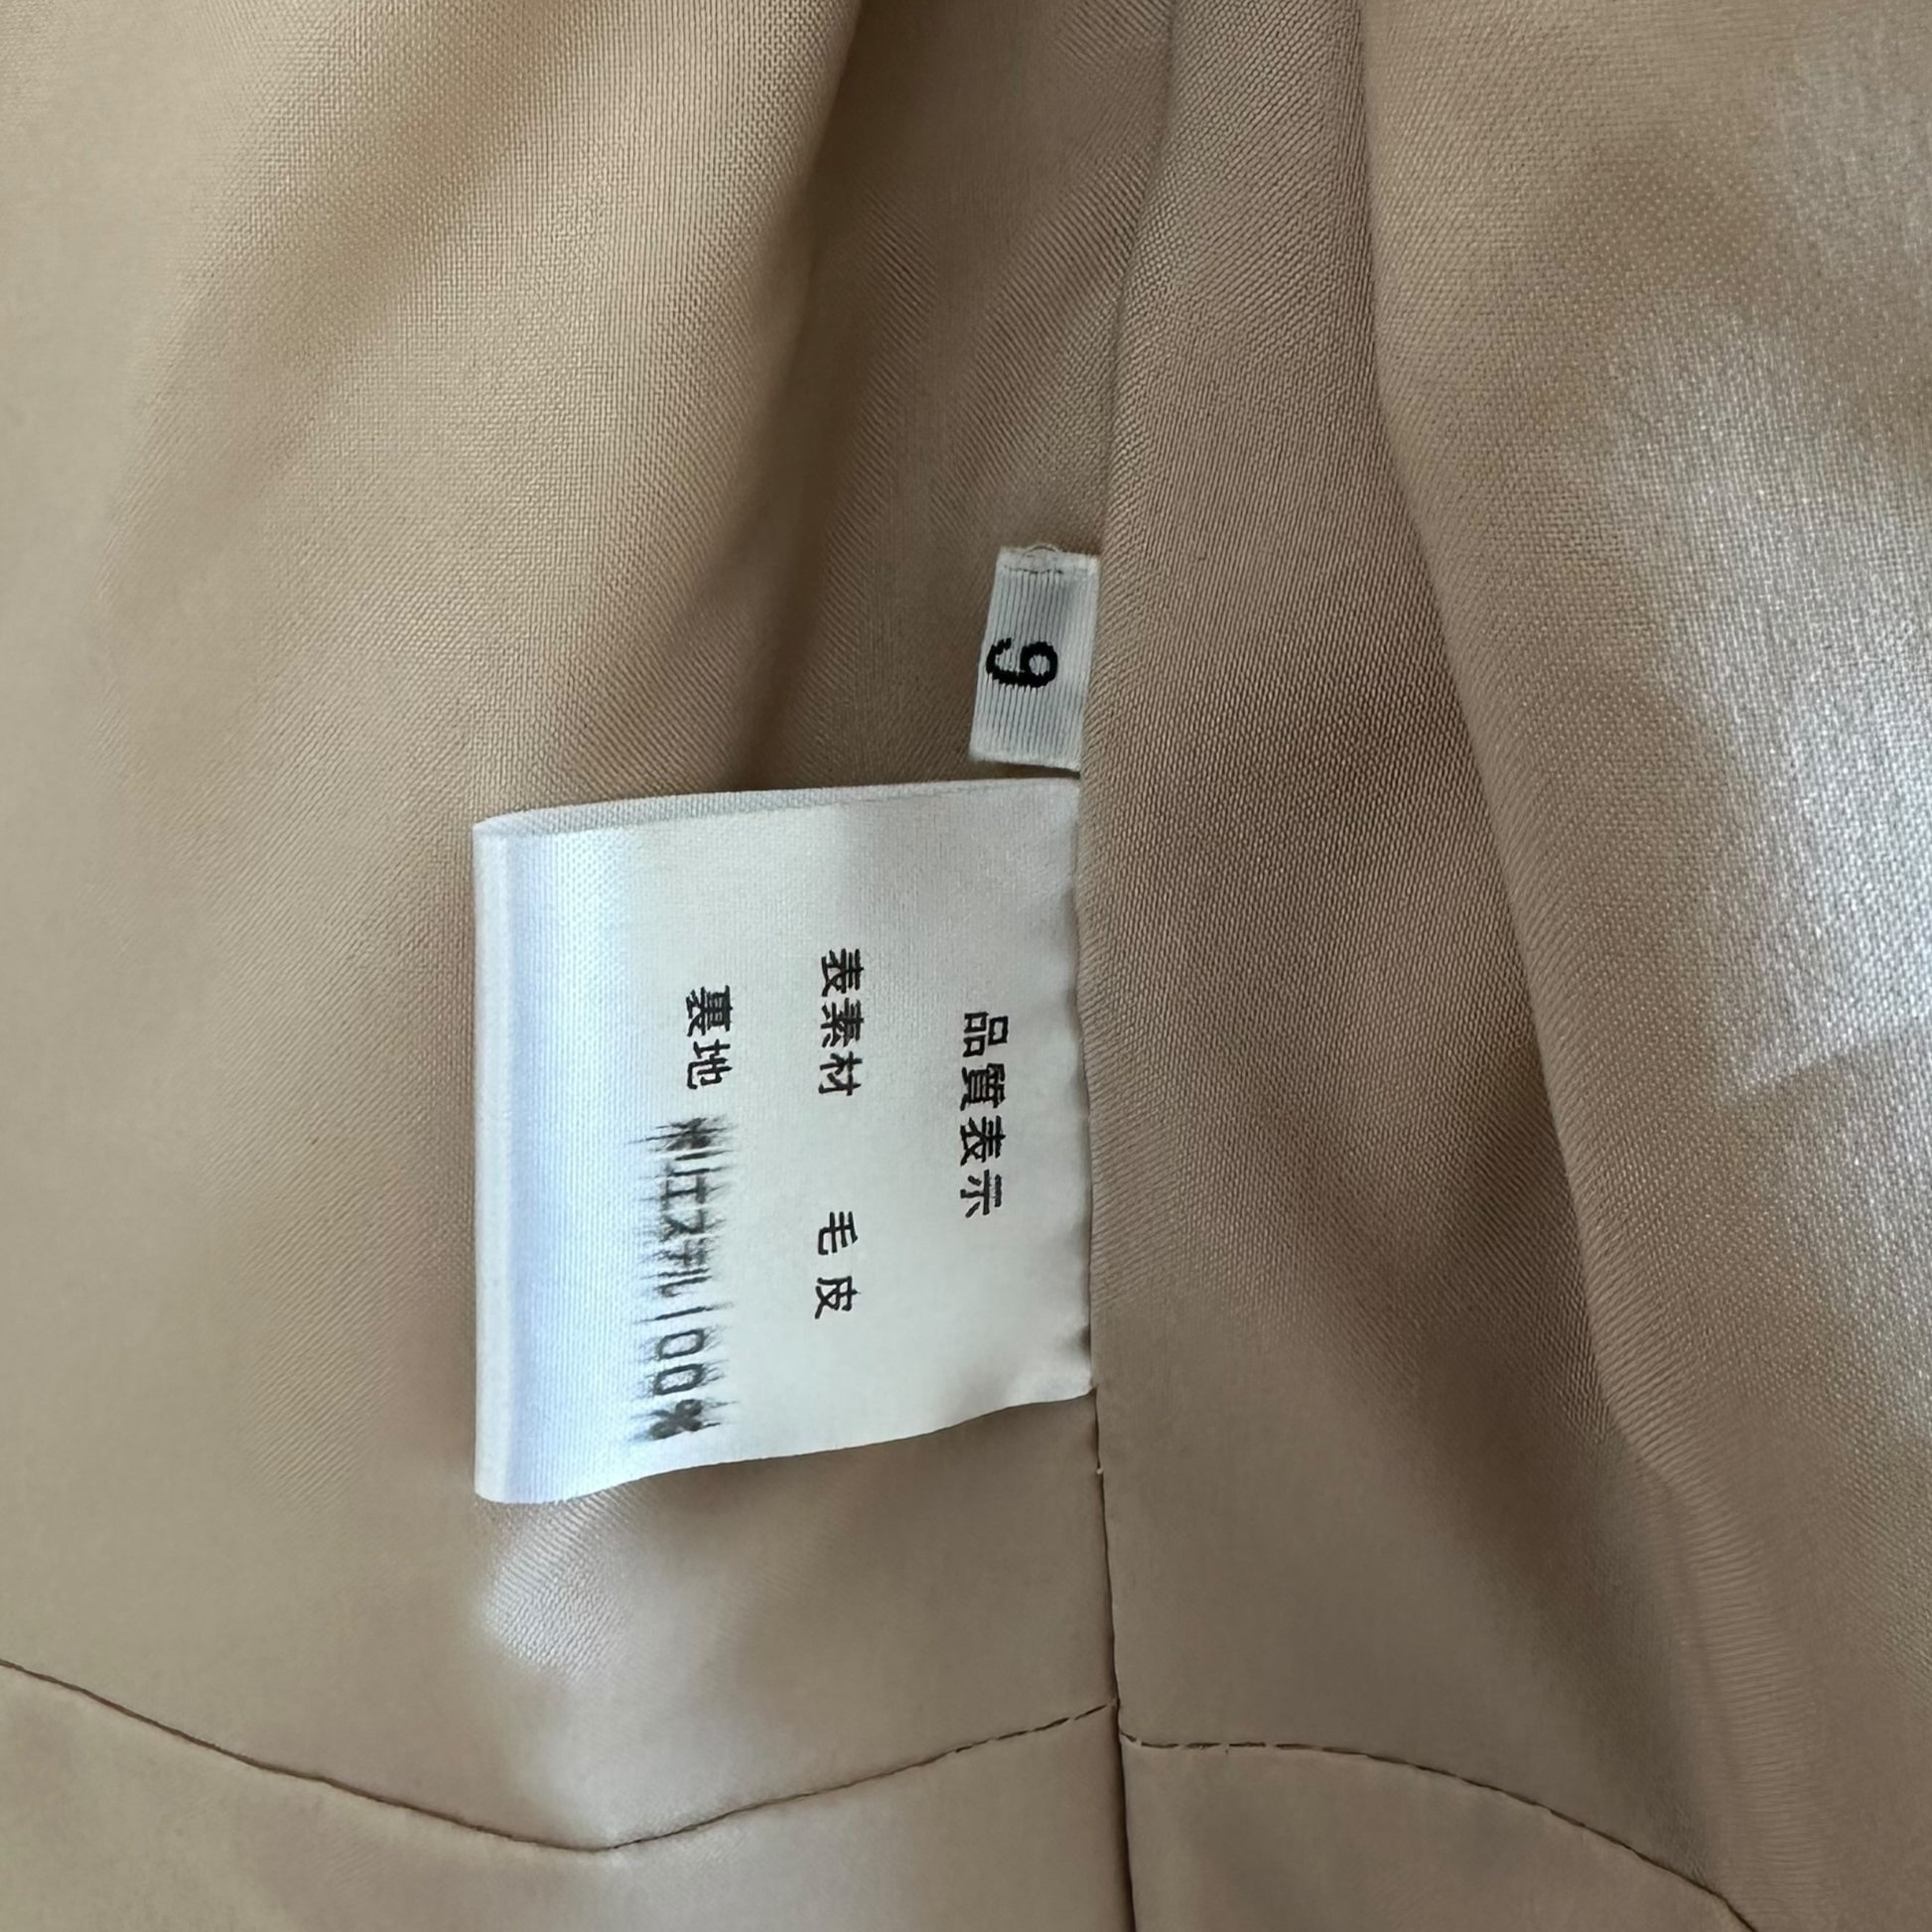 9
品質表示
表素材 毛皮
裏地 ポリエステル100%